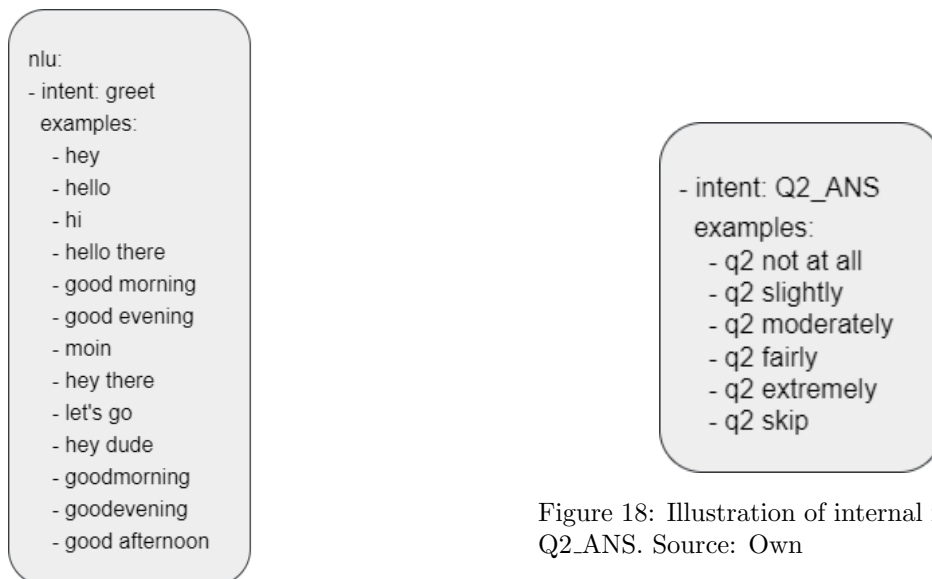 nlu:
- intent: greet
examples:
- hey
- hello
- hi
- hello there
- good morning
- good evening
- moin
- hey there
- let's go
- hey dude
- goodmorning
- goodevening
- good afternoon
- intent: Q2_ANS
examples:
- q2 not at all
- q2 slightly
- q2 moderately
- q2 fairly
- q2 extremely
- q2 skip
Figure 18: Illustration of internal
Q2_ANS. Source: Own